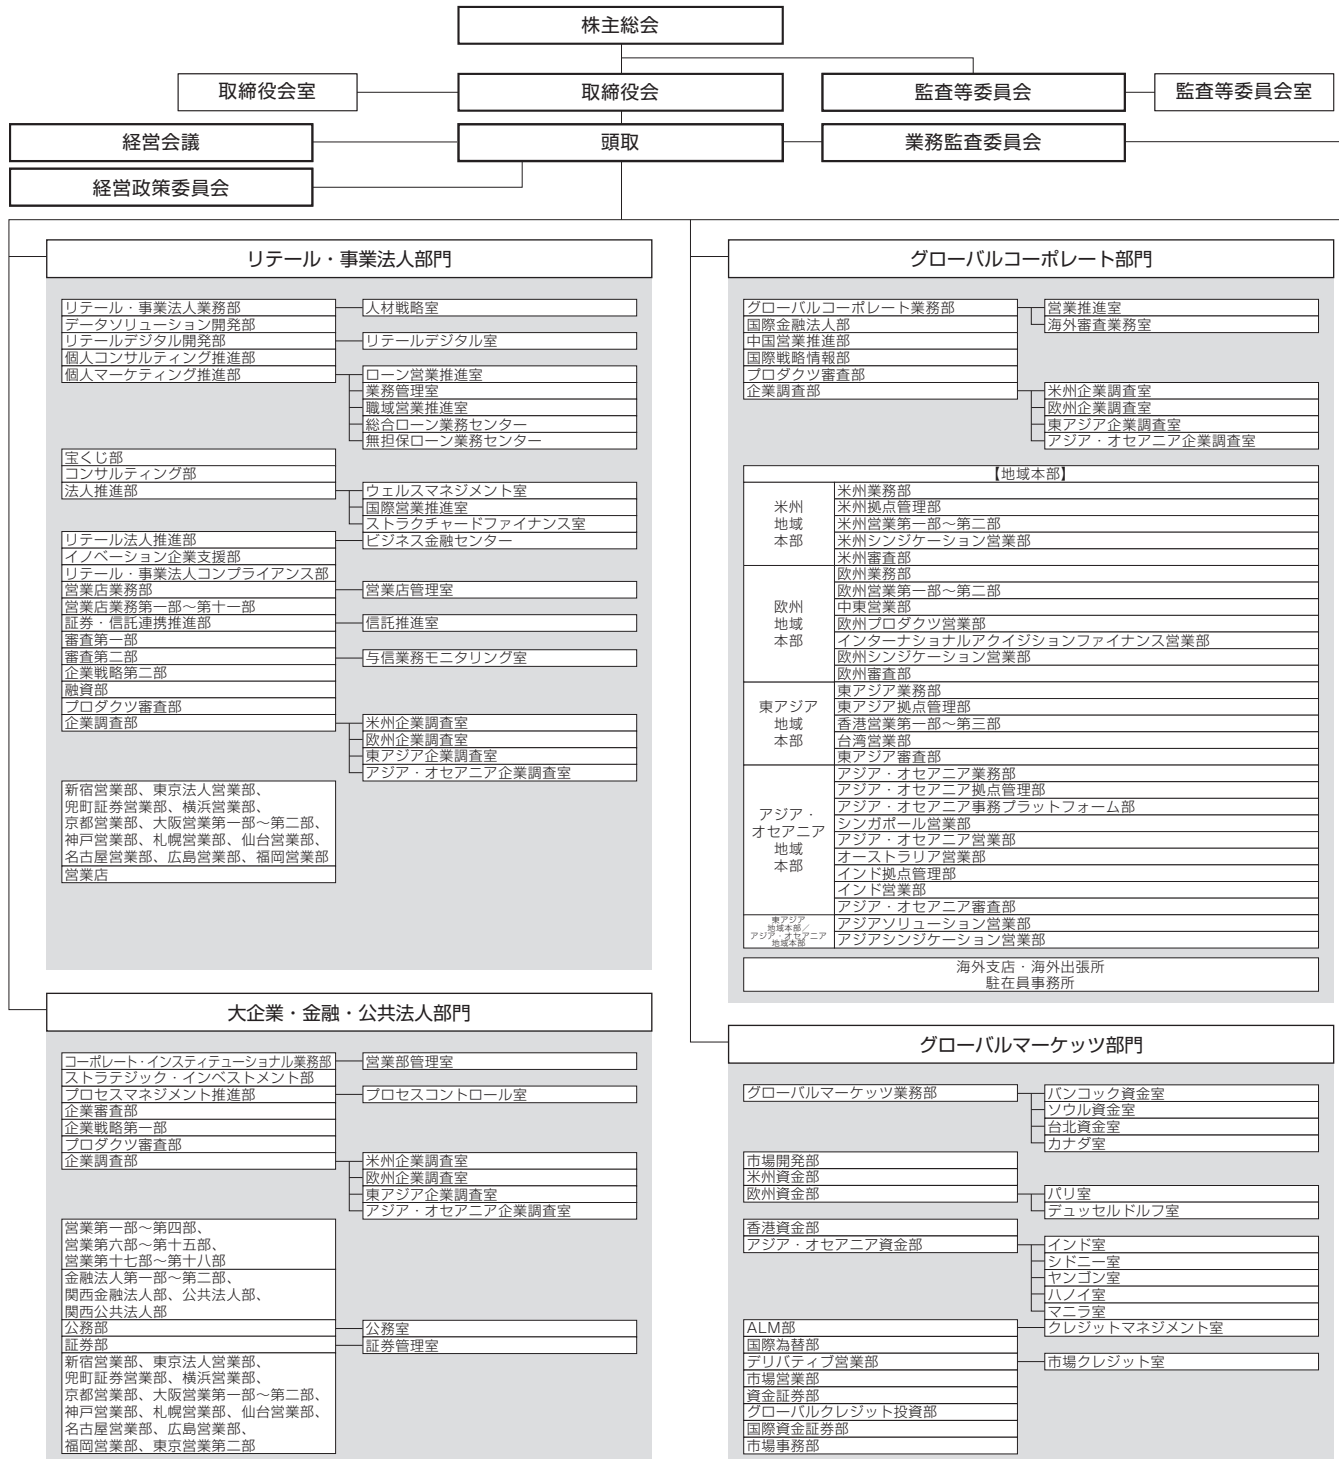 株主総会
取締役会室
取締役会
監査等委員会
監査等委員会室
経営会議
頭取
業務監査委員会
経営政策委員会
リテール・事業法人部門
リテール・事業法人業務部
人材戦略室
データソリューション開発部
リテールデジタル開発部
リテールデジタル室
個人コンサルティング推進部
個人マーケティング推進部
ローン営業推進室
業務管理室
職域営業推進室
総合ローン業務センター
無担保ローン業務センター
宝くじ部
コンサルティング部
法人推進部
ウェルスマネジメント室
国際営業推進室
ストラクチャードファイナンス室
リテール法人推進部
ビジネス金融センター
イノベーション企業支援部
リテール・事業法人コンプライアンス部
営業店業務部
営業店管理室
営業店業務第一部～第十一部
証券・信託連携推進部
信託推進室
審査第一部
審査第二部
与信業務モニタリング室
企業戦略第二部
融資部
プロダクツ審査部
企業調査部
米州企業調査室
欧州企業調査室
東アジア企業調査室
アジア・オセアニア企業調査室
新宿営業部、東京法人営業部、
兜町証券営業部、横浜営業部、
京都営業部、大阪営業第一部～第二部、
神戸営業部、札幌営業部、仙台営業部、
名古屋営業部、広島営業部、福岡営業部
営業店
大企業・金融・公共法人部門
コーポレート・インスティテューショナル業務部
営業部管理室
ストラテジック・インベストメント部
プロセスマネジメント推進部
プロセスコントロール室
企業審査部
企業戦略第一部
プロダクツ審査部
企業調査部
米州企業調査室
欧州企業調査室
東アジア企業調査室
アジア・オセアニア企業調査室
営業第一部～第四部、
営業第六部～第十五部、
営業第十七部～第十八部
金融法人第一部～第二部、
関西金融法人部、公共法人部、
関西公共法人部
公務部
公務室
証券部
証券管理室
新宿営業部、東京法人営業部、
兜町証券営業部、横浜営業部、
京都営業部、大阪営業第一部～第二部、
神戸営業部、札幌営業部、仙台営業部、
名古屋営業部、広島営業部、
福岡営業部、東京営業第二部
グローバルコーポレート部門
グローバルコーポレート業務部
営業推進室
海外審査業務室
国際金融法人部
中国営業推進部
国際戦略情報部
プロダクツ審査部
企業調査部
米州企業調査室
欧州企業調査室
東アジア企業調査室
アジア・オセアニア企業調査室
【地域本部】
米州
地域
本部
米州業務部
米州拠点管理部
米州営業第一部～第二部
米州シンジケーション営業部
米州審査部
欧州
地域
本部
欧州業務部
欧州営業第一部～第二部
中東営業部
欧州プロダクツ営業部
インターナショナルアクイジションファイナンス営業部
欧州シンジケーション営業部
欧州審査部
東アジア
地域
本部
東アジア業務部
東アジア拠点管理部
香港営業第一部～第三部
台湾営業部
東アジア審査部
アジア・
オセアニア
地域
本部
アジア・オセアニア業務部
アジア・オセアニア拠点管理部
アジア・オセアニア事務プラットフォーム部
シンガポール営業部
アジア・オセアニア営業部
オーストラリア営業部
インド拠点管理部
インド営業部
アジア・オセアニア審査部
東アジア
地域本部／
アジア・オセアニア
地域本部
アジアソリューション営業部
アジアシンジケーション営業部
海外支店・海外出張所
駐在員事務所
グローバルマーケッツ部門
グローバルマーケッツ業務部
バンコック資金室
ソウル資金室
台北資金室
カナダ室
市場開発部
米州資金部
欧州資金部
パリ室
デュッセルドルフ室
香港資金部
アジア・オセアニア資金部
インド室
シドニー室
ヤンゴン室
ハノイ室
マニラ室
ALM部
クレジットマネジメント室
国際為替部
デリバティブ営業部
市場クレジット室
市場営業部
資金証券部
グローバルクレジット投資部
国際資金証券部
市場事務部